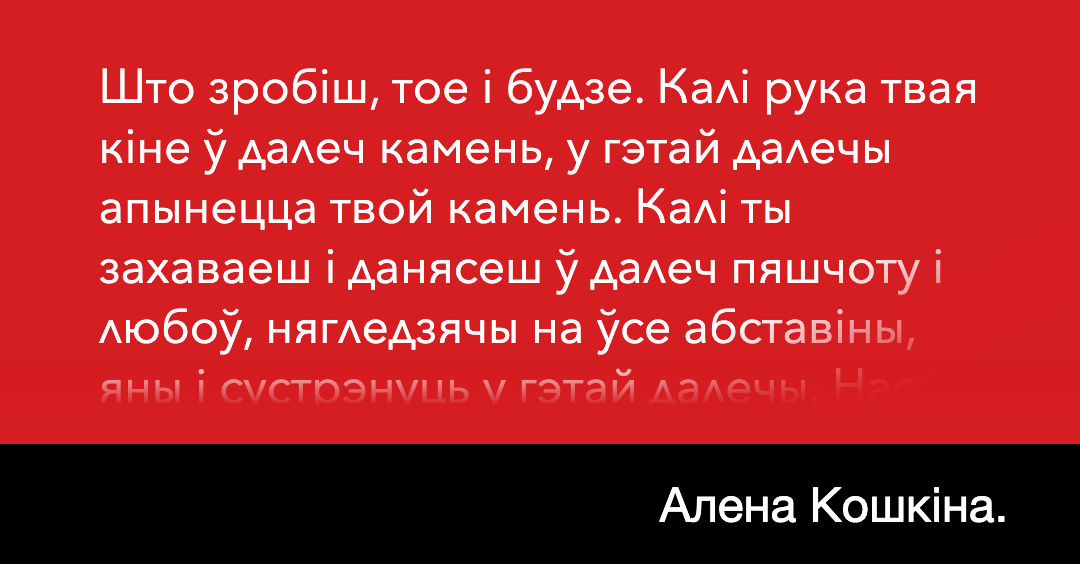 Што зробіш, тое і будзе. Калі рука твая
кіне ў далеч камень, у гэтай далечы
апынецца твой камень. Калі ты
захаваеш і данясеш ў далеч пяшчоту і
любоў, нягледзячы на ўсе абставіны,
яны і сустрэнуць у гэтай далечы.
Алена Кошкіна.